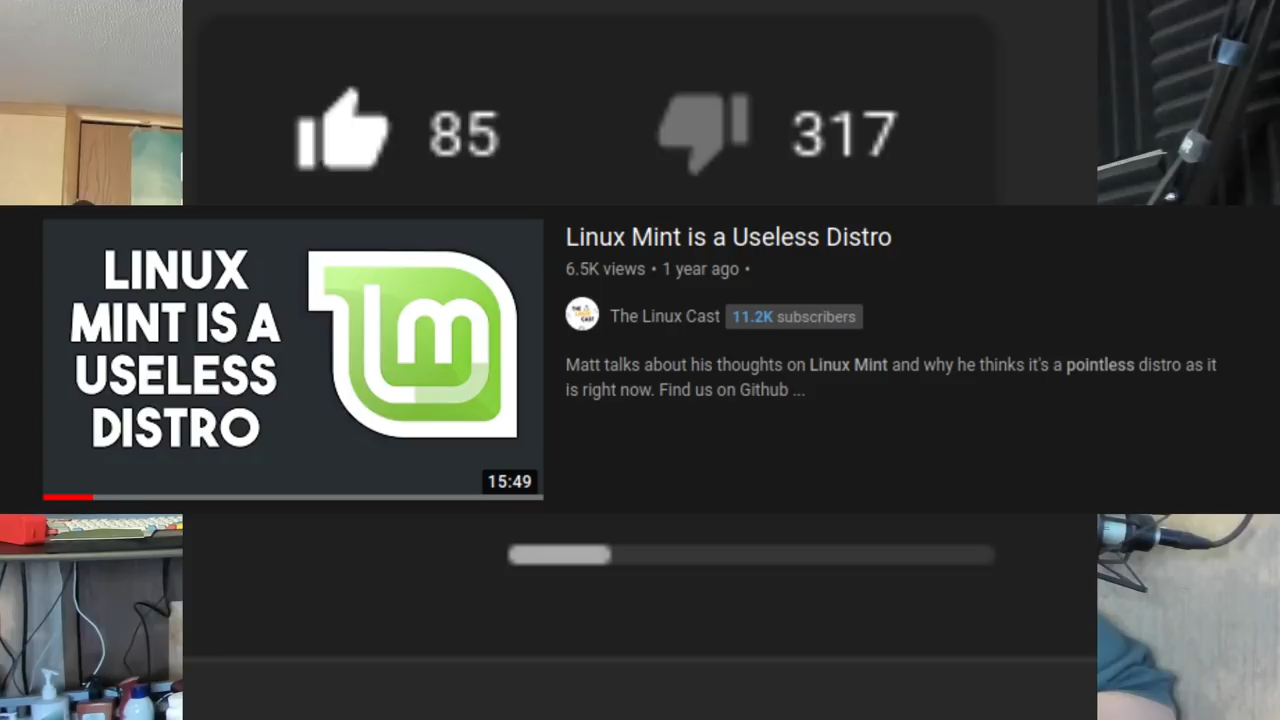 85
317
LINUX
MINT IS A
USELESS
DISTRO
lm
15:49
Linux Mint is a Useless Distro
6.5K views • 1 year ago •
The Linux Cast 11.2K subscribers
Matt talks about his thoughts on Linux Mint and why he thinks it's a pointless distro as it
is right now. Find us on Github ...